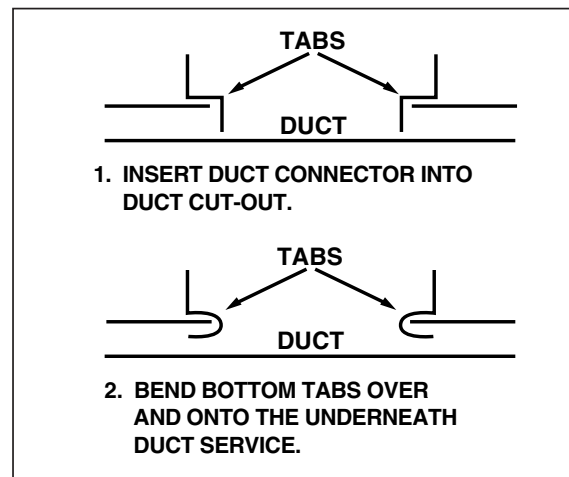 TABS
DUCT
1. INSERT DUCT CONNECTOR INTO
DUCT CUT-OUT.
TABS
DUCT
2. BEND BOTTOM TABS OVER
AND ONTO THE UNDERNEATH
DUCT SERVICE.